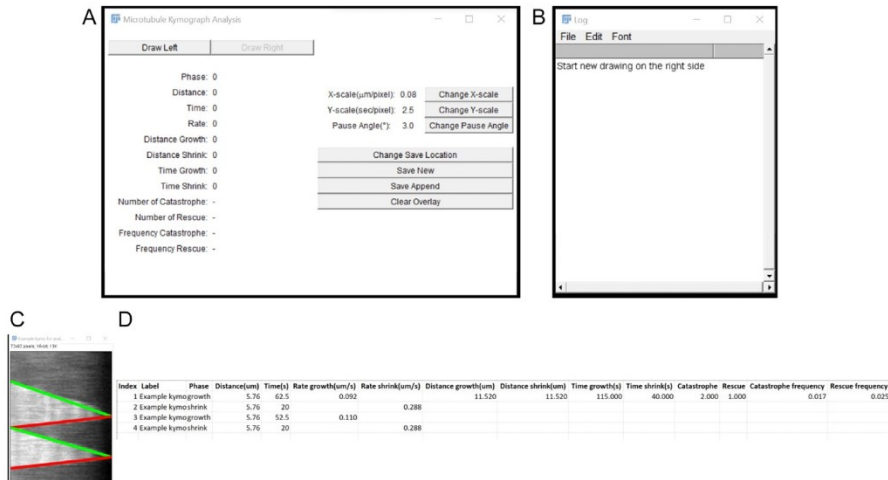 A
Microtubule Kymograph Analysis
Draw Left Draw Right
Phase: 0
Distance: 0
Time: 0
Rate: 0
Distance Growth: 0
Distance Shrink: 0
Time Growth: 0
Time Shrink: 0
Number of Catastrophe: -
Number of Rescue: -
Frequency Catastrophe: -
Frequency Rescue: -
X-scale(μm/pixel): 0.08 Change X-scale
Y-scale(sec/pixel): 2.5 Change Y-scale
Pause Angle(°): 3.0 Change Pause Angle
Change Save Location
Save New
Save Append
Clear Overlay
B
Log
File Edit Font
Start new drawing on the right side
C
D
Index Label Phase Distance(um) Time(s) Rate growth(um/s) Rate shrink(um/s) Distance growth(um) Distance shrink(um) Time growth(s) Time shrink(s) Catastrophe Rescue Catastrophe frequency Rescue frequency
1 Example kymo growth 5.76 62.5 0.092 11.520 11.520 115.000 40.000 2.000 1.000 0.017 0.025
2 Example kymo shrink 5.76 20 0.288
3 Example kymo growth 5.76 52.5 0.110
4 Example kymo shrink 5.76 20 0.288